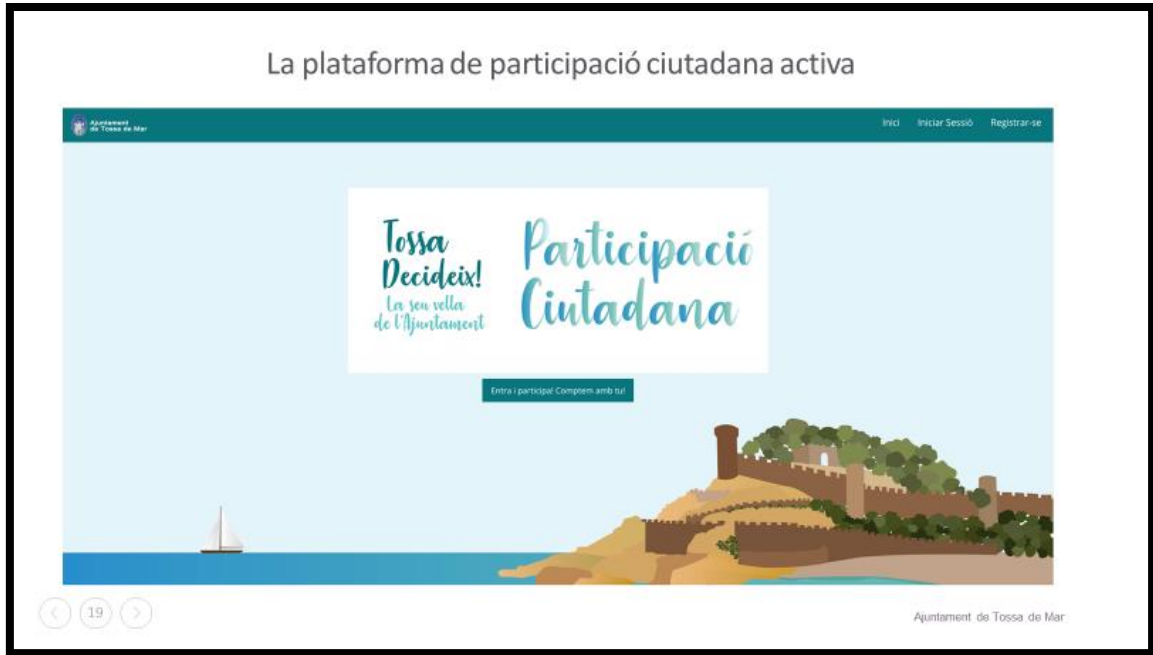 La plataforma de participació ciutadana activa
Ajuntament
de Tossa de Mar
Inici Iniciar Sessió Registrar-se
Tossa
Decideix!
La seu vella
de l'Ajuntament
Participació
Ciutadana
Entra i participa! Comptem amb tu!
19
Ajuntament de Tossa de Mar